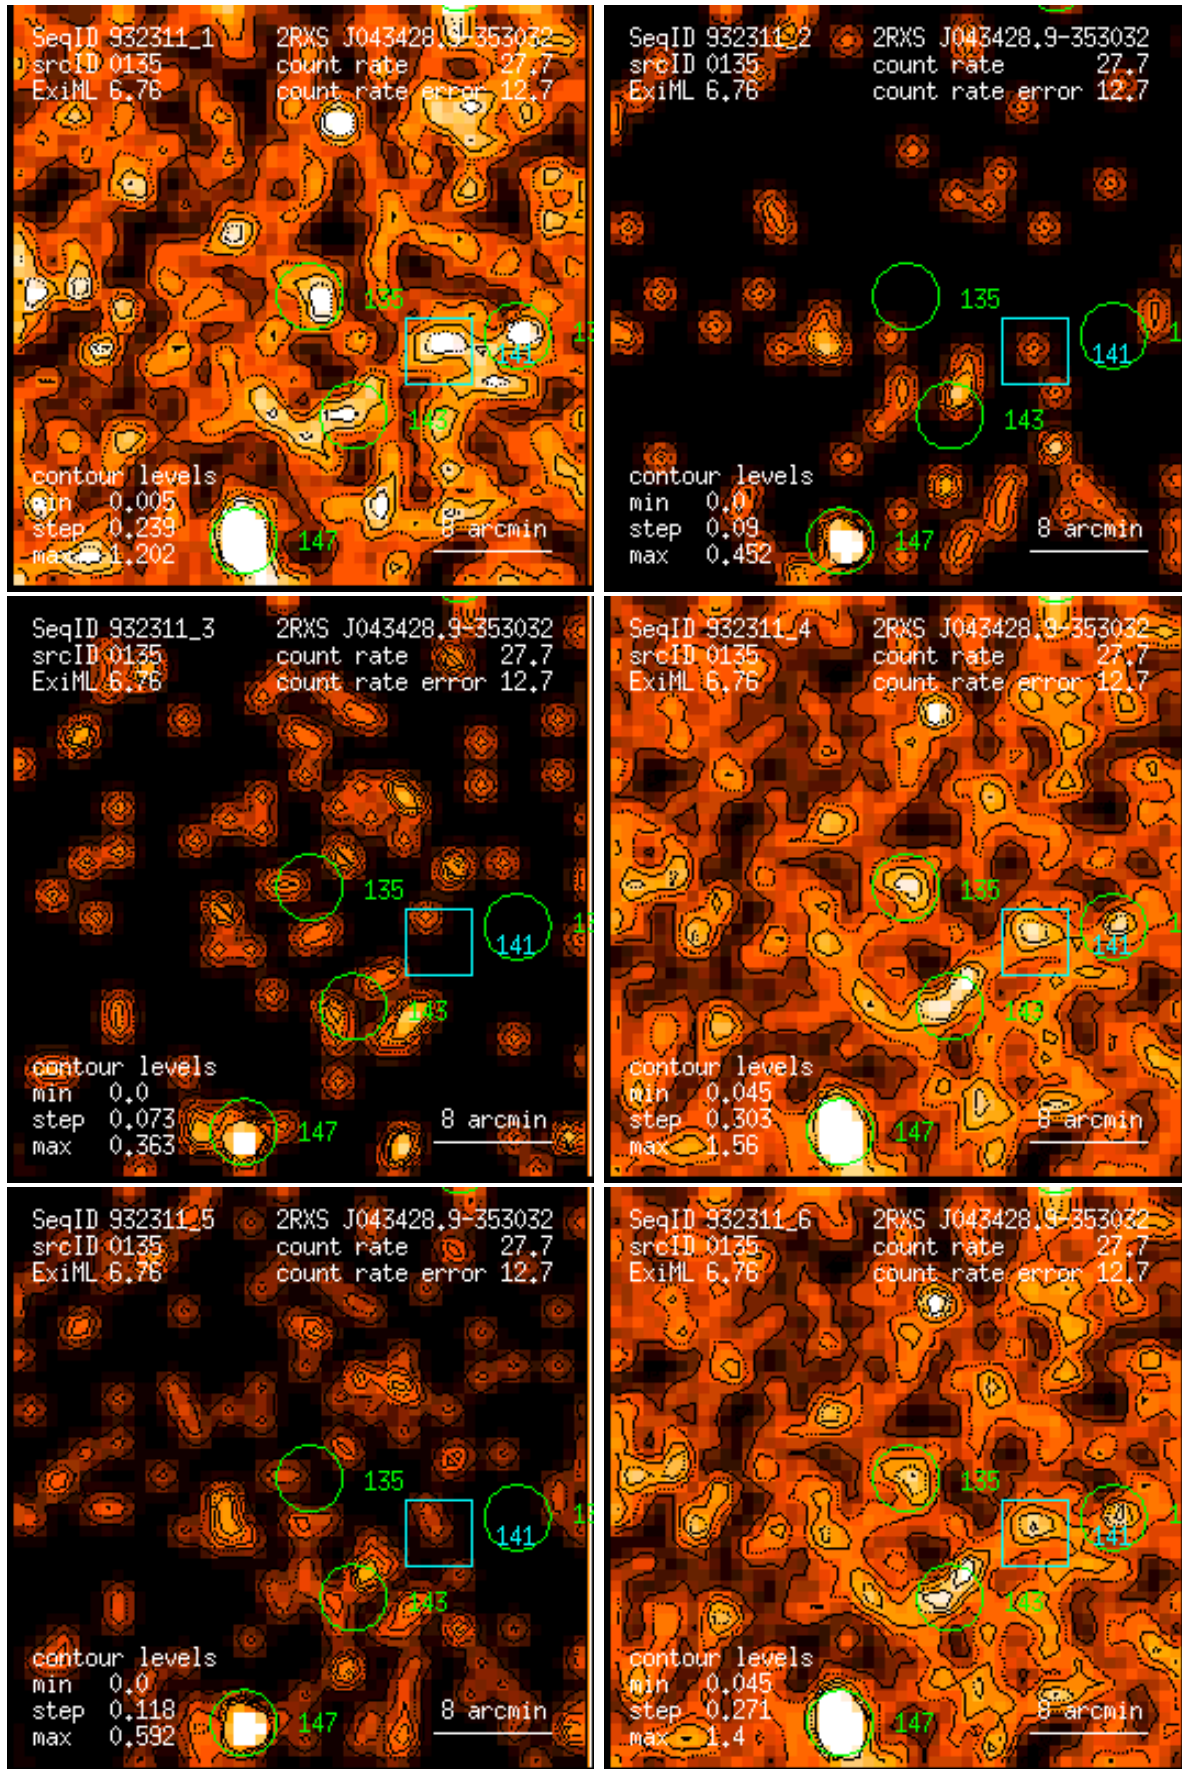 SeqID 932311_1 2RXS J043428.9-353032
srcID 0135 count rate 27.7
ExiML 6.76 count rate error 12.7
135
13
141
143
contour levels
min 0.005
step 0.239 8 arcmin
max 1.202 147
SeqID 932311_2 2RXS J043428.9-353032
srcID 0135 count rate 27.7
ExiML 6.76 count rate error 12.7
135
1
141
143
contour levels
min 0.0
step 0.09 8 arcmin
max 0.452 147
SeqID 932311_3 2RXS J043428.9-353032
srcID 0135 count rate 27.7
ExiML 6.76 count rate error 12.7
135
13
141
143
contour levels
min 0.0
step 0.073 8 arcmin
max 0.363 147
SeqID 932311_4 2RXS J043428.9-353032
srcID 0135 count rate 27.7
ExiML 6.76 count rate error 12.7
135
1
141
143
contour levels
min 0.045
step 0.303 8 arcmin
max 1.56 147
SeqID 932311_5 2RXS J043428.9-353032
srcID 0135 count rate 27.7
ExiML 6.76 count rate error 12.7
135
13
141
143
contour levels
min 0.0
step 0.118 8 arcmin
max 0.592 147
SeqID 932311_6 2RXS J043428.9-353032
srcID 0135 count rate 27.7
ExiML 6.76 count rate error 12.7
135
1
141
143
contour levels
min 0.045
step 0.271 8 arcmin
max 1.4 147